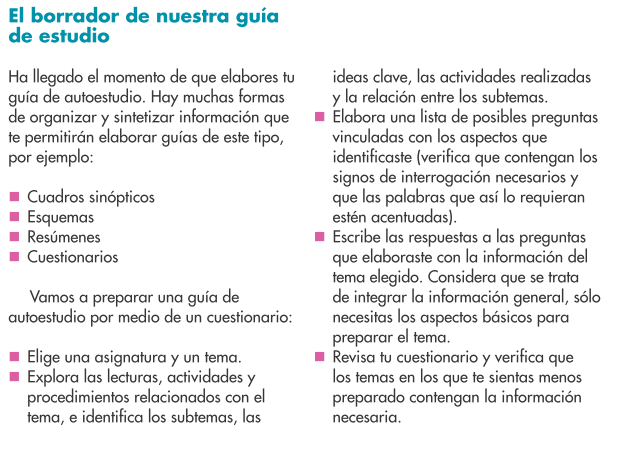 El borrador de nuestra guía
de estudio
Ha llegado el momento de que elabores tu
guía de autoestudio. Hay muchas formas
de organizar y sintetizar información que
te permitirán elaborar guías de este tipo,
por ejemplo:
Cuadros sinópticos
Esquemas
Resúmenes
Cuestionarios
Vamos a preparar una guía de
autoestudio por medio de un cuestionario:
Elige una asignatura y un tema.
Explora las lecturas, actividades y
procedimientos relacionados con el
tema, e identifica los subtemas, las
ideas clave, las actividades realizadas
y la relación entre los subtemas.
Elabora una lista de posibles preguntas
vinculadas con los aspectos que
identificaste (verifica que contengan los
signos de interrogación necesarios y
que las palabras que así lo requieran
estén acentuadas).
Escribe las respuestas a las preguntas
que elaboraste con la información del
tema elegido. Considera que se trata
de integrar la información general, sólo
necesitas los aspectos básicos para
preparar el tema.
Revisa tu cuestionario y verifica que
los temas en los que te sientas menos
preparado contengan la información
necesaria.